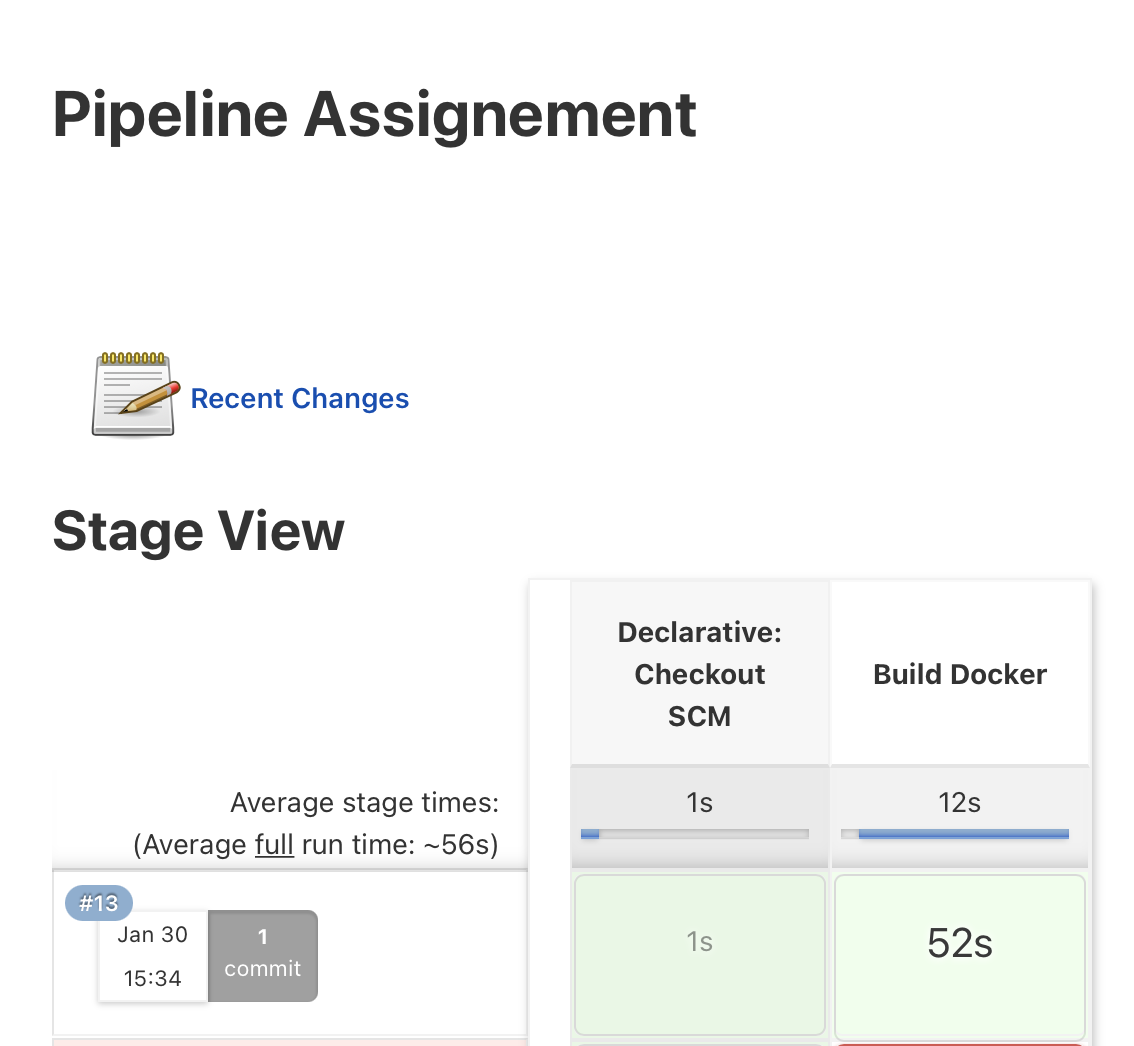 Pipeline Assignement
Recent Changes
Stage View
Declarative:
Checkout
SCM
Build Docker
Average stage times:
(Average full run time: ~56s)
1s
12s
#13
Jan 30
15:34
1
commit
1s
52s